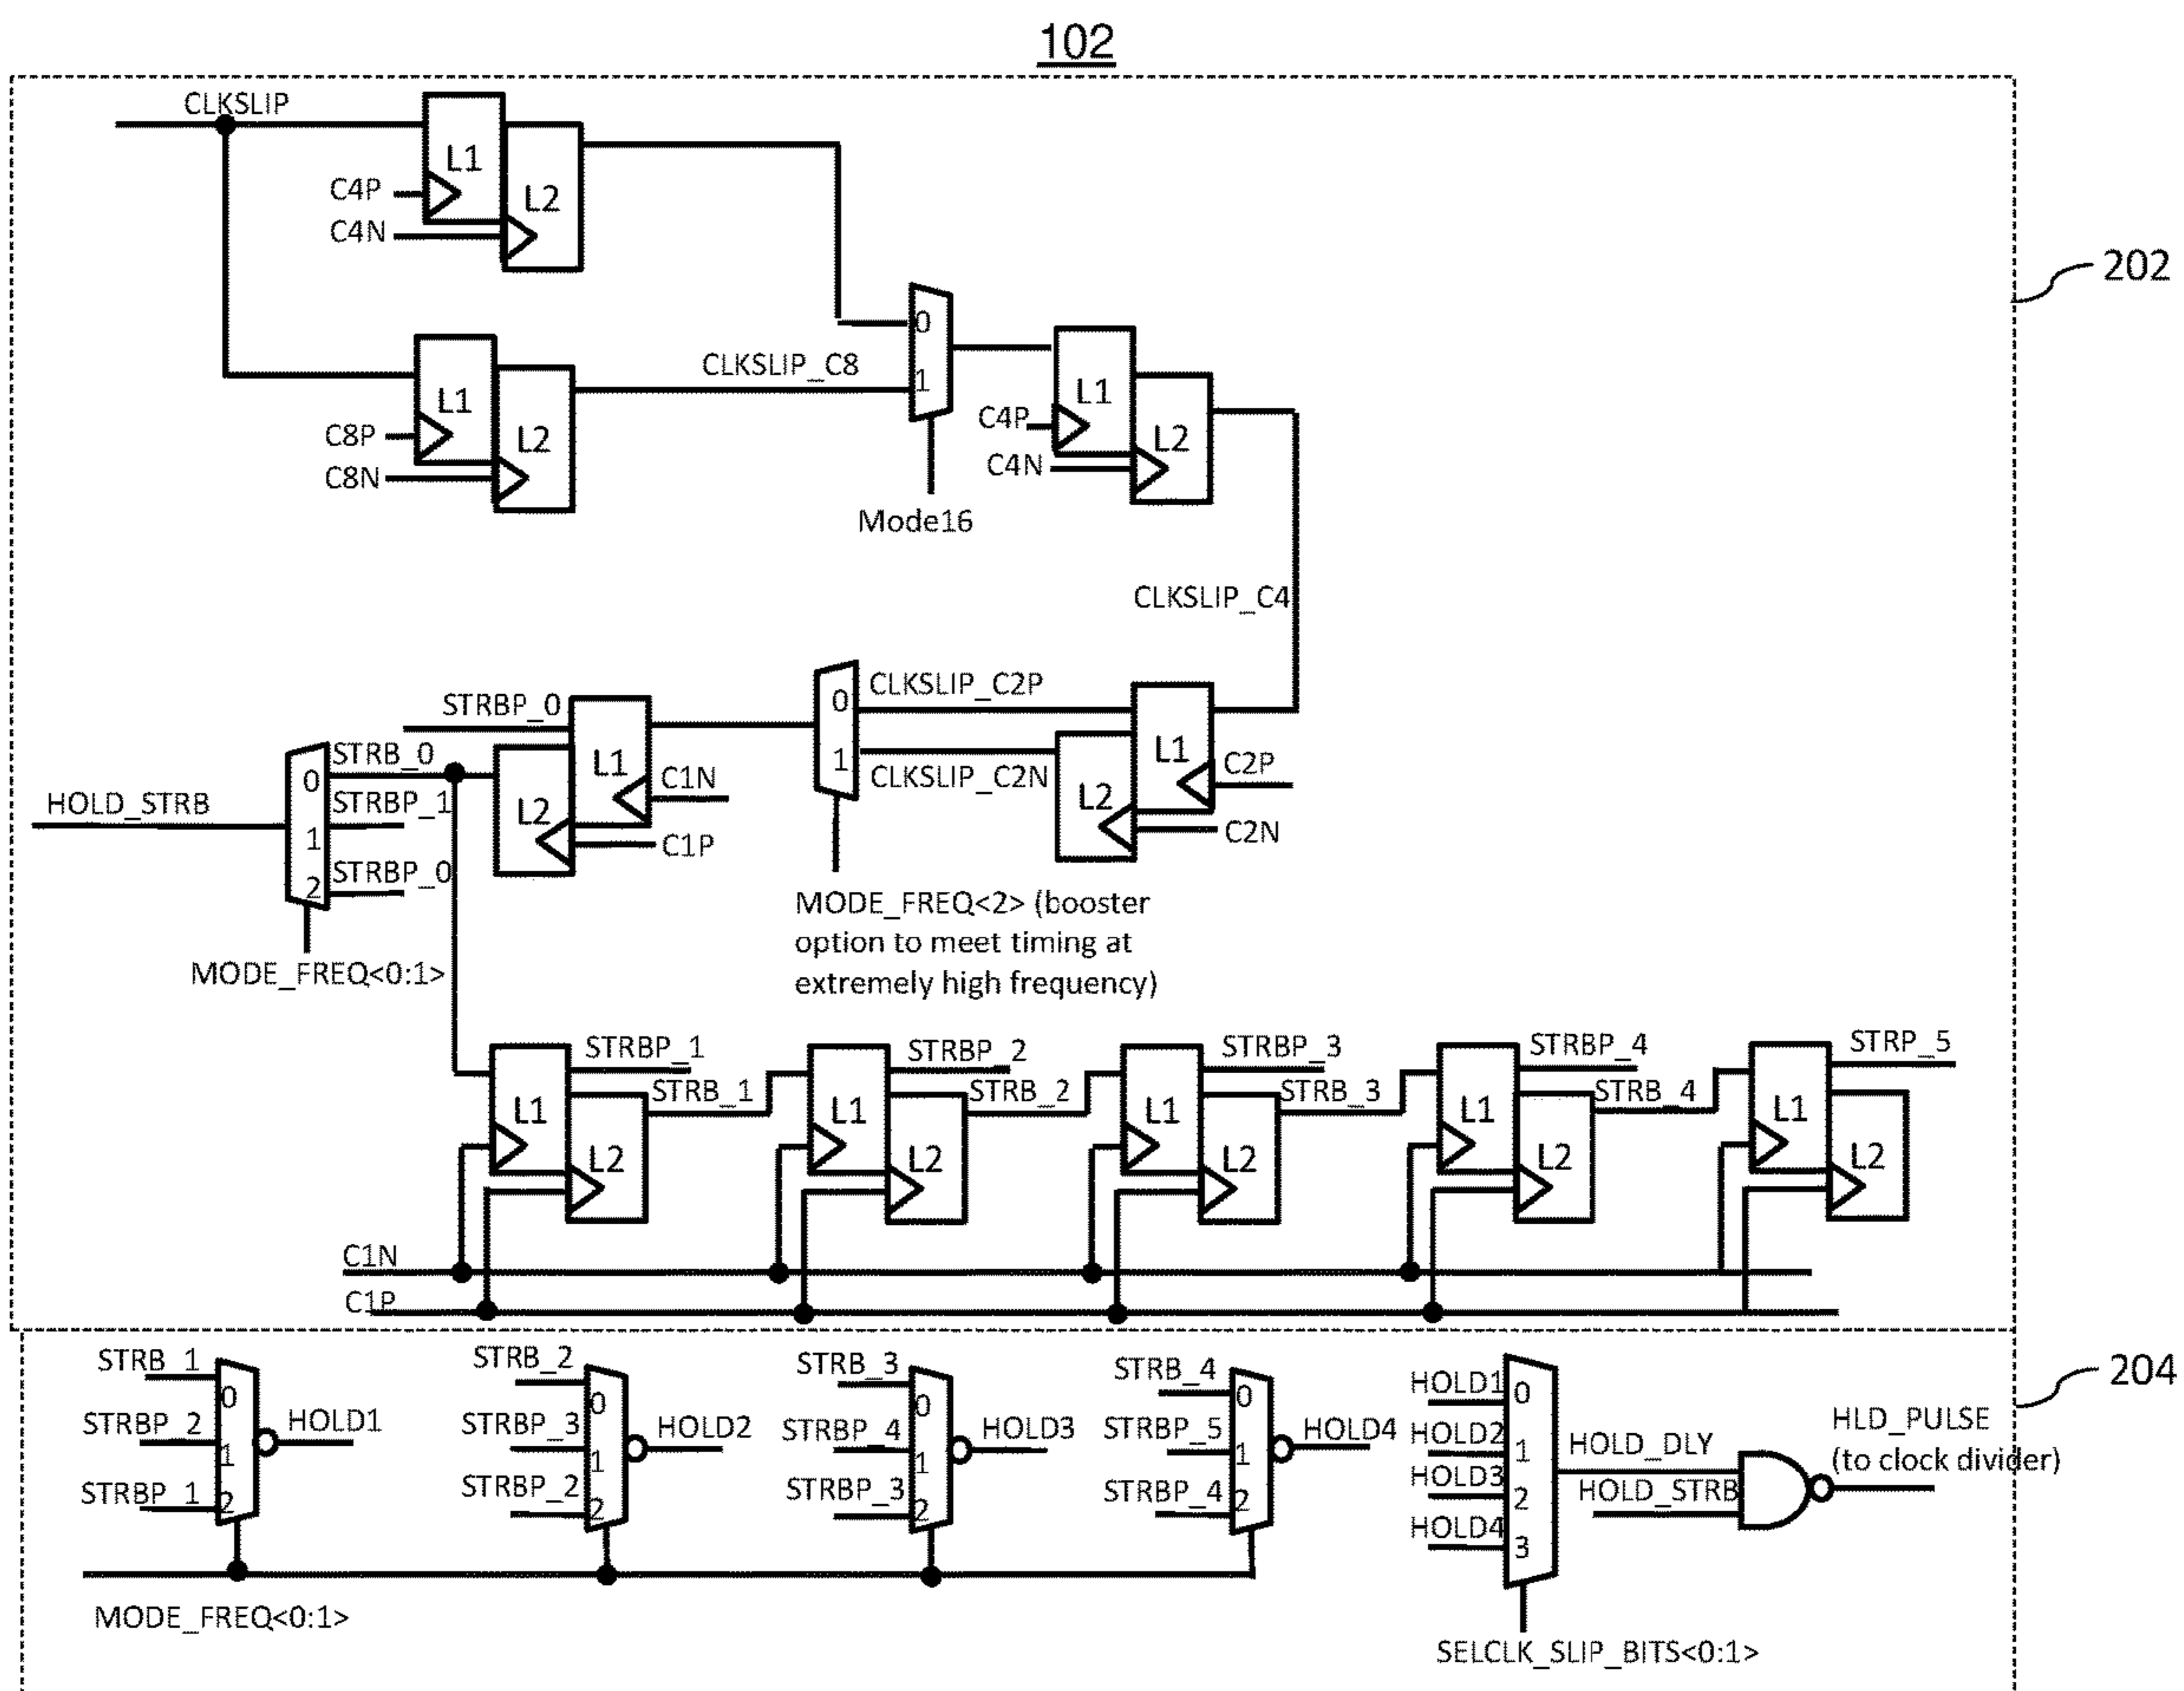 102
CLKSLIP
L1
C4P
L2
C4N
202
0
CLKSLIP_C8
1
L1
C8P
L2
C8N
L1
C4P
L2
C4N
Mode16
CLKSLIP_C4
STRBP_0
0
CLKSLIP_C2P
STRB_0
0
L1
C1N
1
CLKSLIP_C2N
L1
C2P
HOLD_STRB
STRBP_1
1
L2
C1P
L2
C2N
STRBP_0
2
MODE_FREQ<0:1>
MODE_FREQ<2> (booster
option to meet timing at
extremely high frequency)
STRBP_1
STRBP_2
STRBP_3
STRBP_4
STRP_5
L1
STRB_1
L1
STRB_2
L1
STRB_3
L1
STRB_4
L1
L2
L2
L2
L2
L2
C1N
C1P
STRB_1
0
STRBP_2
1
HOLD1
STRBP_1
2
STRB_2
0
STRBP_3
1
HOLD2
STRBP_2
2
STRB_3
0
STRBP_4
1
HOLD3
STRBP_3
2
STRB_4
0
STRBP_5
1
HOLD4
STRBP_4
2
HOLD1
0
HOLD2
1
HOLD3
2
HOLD4
3
HOLD_DLY
HOLD_STRB
HLD_PULSE
(to clock divider)
204
MODE_FREQ<0:1>
SELCLK_SLIP_BITS<0:1>